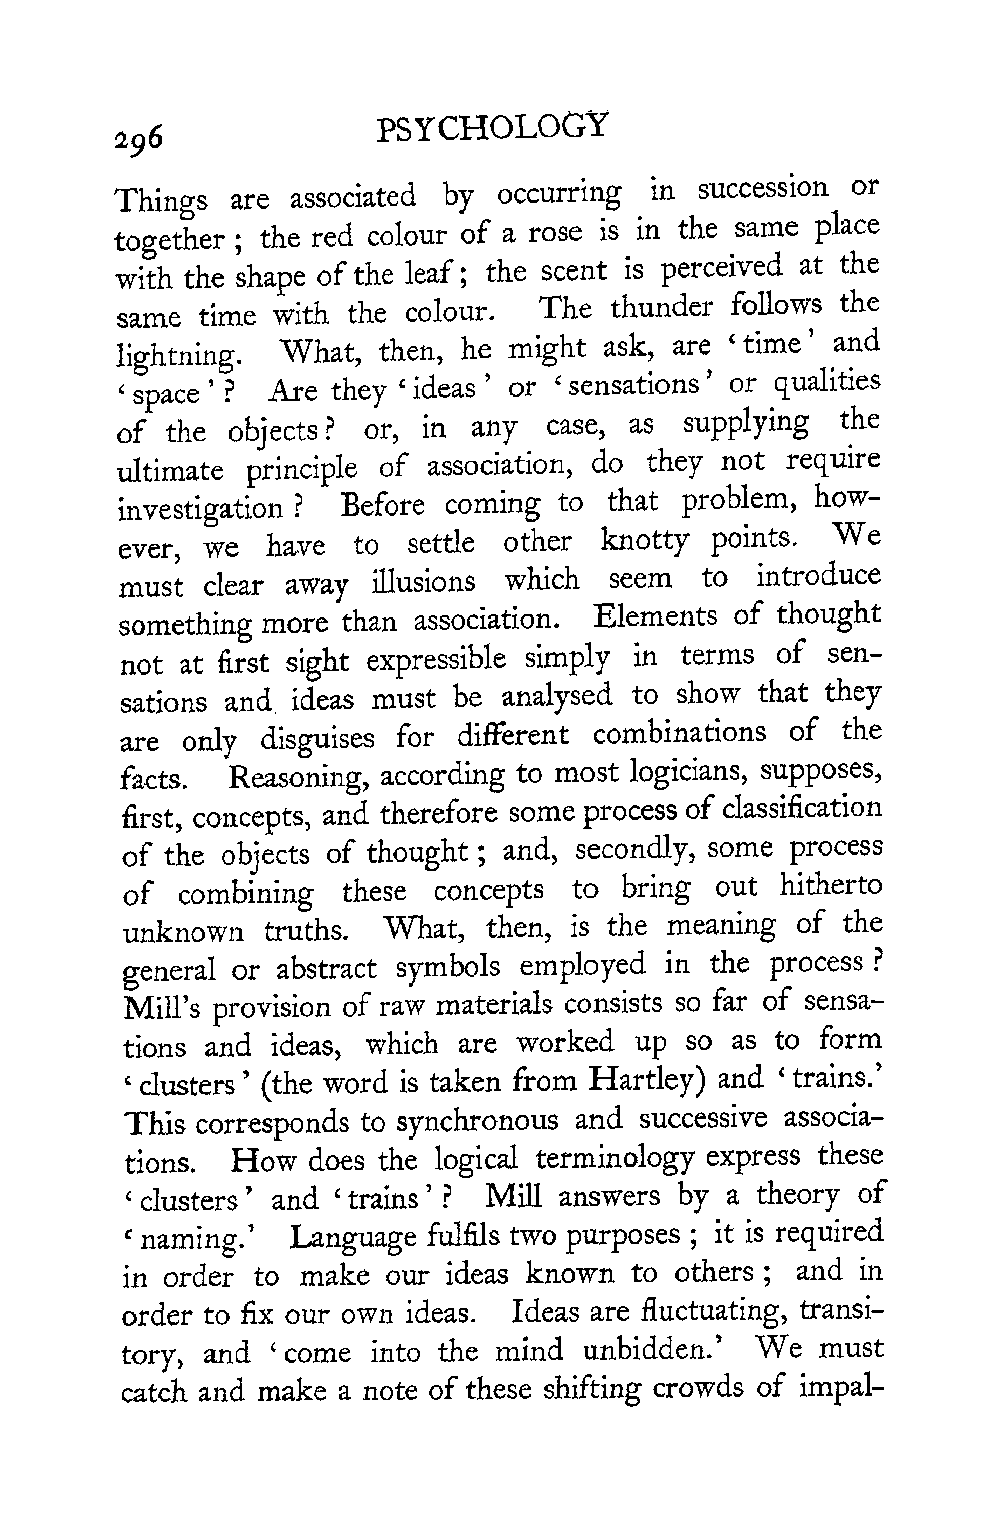 296 PSYCHOLOGY
Things are associated by occurring in succession or
together ; the red colour of a rose is in the same place
with the shape of the leaf ; the scent is perceived at the
same time with the colour. The thunder follows the
lightning. What, then, he might ask, are ‘ time ’ and
‘ space ’ ? Are they ‘ ideas ’ or ‘ sensations ’ or qualities
of the objects ? or, in any case, as supplying the
ultimate principle of association, do they not require
investigation ? Before coming to that problem, how-
ever, we have to settle other knotty points. We
must clear away illusions which seem to introduce
something more than association. Elements of thought
not at first sight expressible simply in terms of sen-
sations and ideas must be analysed to show that they
are only disguises for different combinations of the
facts. Reasoning, according to most logicians, supposes,
first, concepts, and therefore some process of classification
of the objects of thought ; and, secondly, some process
of combining these concepts to bring out hitherto
unknown truths. What, then, is the meaning of the
general or abstract symbols employed in the process ?
Mill’s provision of raw materials consists so far of sensa-
tions and ideas, which are worked up so as to form
‘ clusters ’ (the word is taken from Hartley) and ‘ trains.’
This corresponds to synchronous and successive associa-
tions. How does the logical terminology express these
‘ clusters ’ and ‘ trains ’ ? Mill answers by a theory of
‘ naming.’ Language fulfils two purposes ; it is required
in order to make our ideas known to others ; and in
order to fix our own ideas. Ideas are fluctuating, transi-
tory, and ‘ come into the mind unbidden.’ We must
catch and make a note of these shifting crowds of impal-